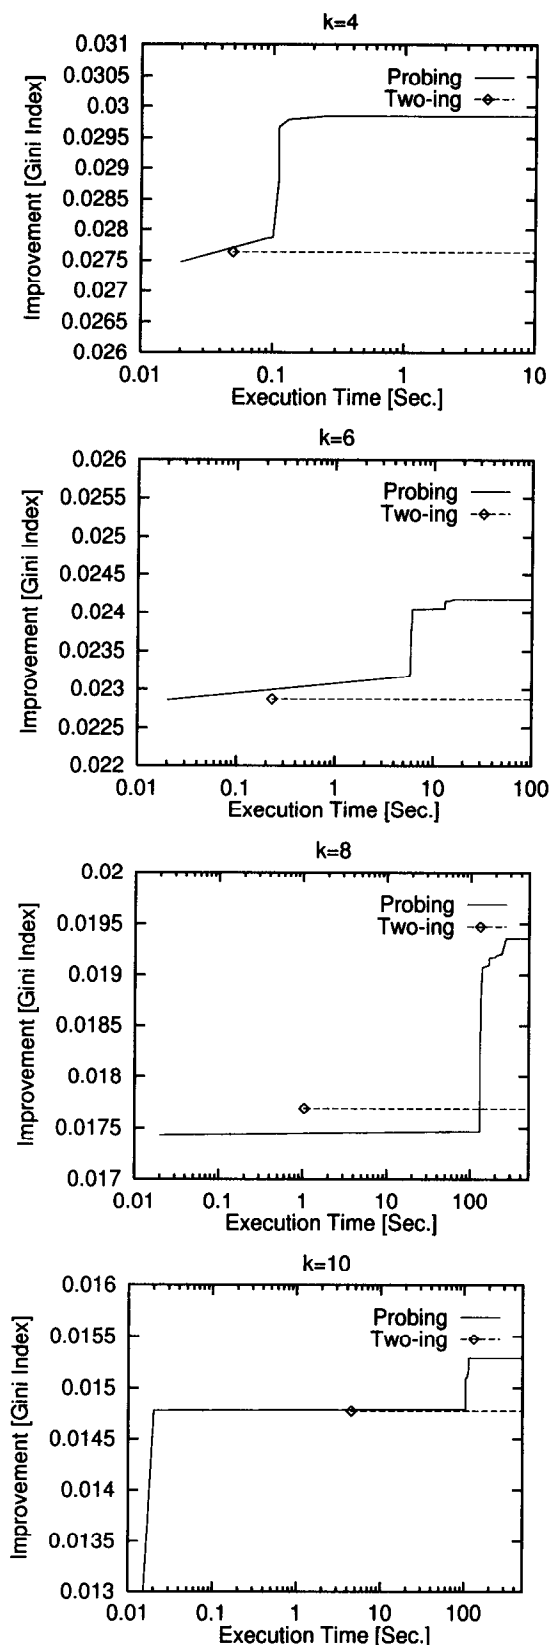 k=4
Improvement [Gini Index]
0.031
0.0305
0.03
0.0295
0.029
0.0285
0.028
0.0275
0.027
0.0265
0.026
Probing
Two-ing
0.01 0.1 1 10
Execution Time [Sec.]
k=6
Improvement [Gini Index]
0.026
0.0255
0.025
0.0245
0.024
0.0235
0.023
0.0225
0.022
Probing
Two-ing
0.01 0.1 1 10 100
Execution Time [Sec.]
k=8
Improvement [Gini Index]
0.02
0.0195
0.019
0.0185
0.018
0.0175
0.017
Probing
Two-ing
0.01 0.1 1 10 100
Execution Time [Sec.]
k=10
Improvement [Gini Index]
0.016
0.0155
0.015
0.0145
0.014
0.0135
0.013
Probing
Two-ing
0.01 0.1 1 10 100
Execution Time [Sec.]